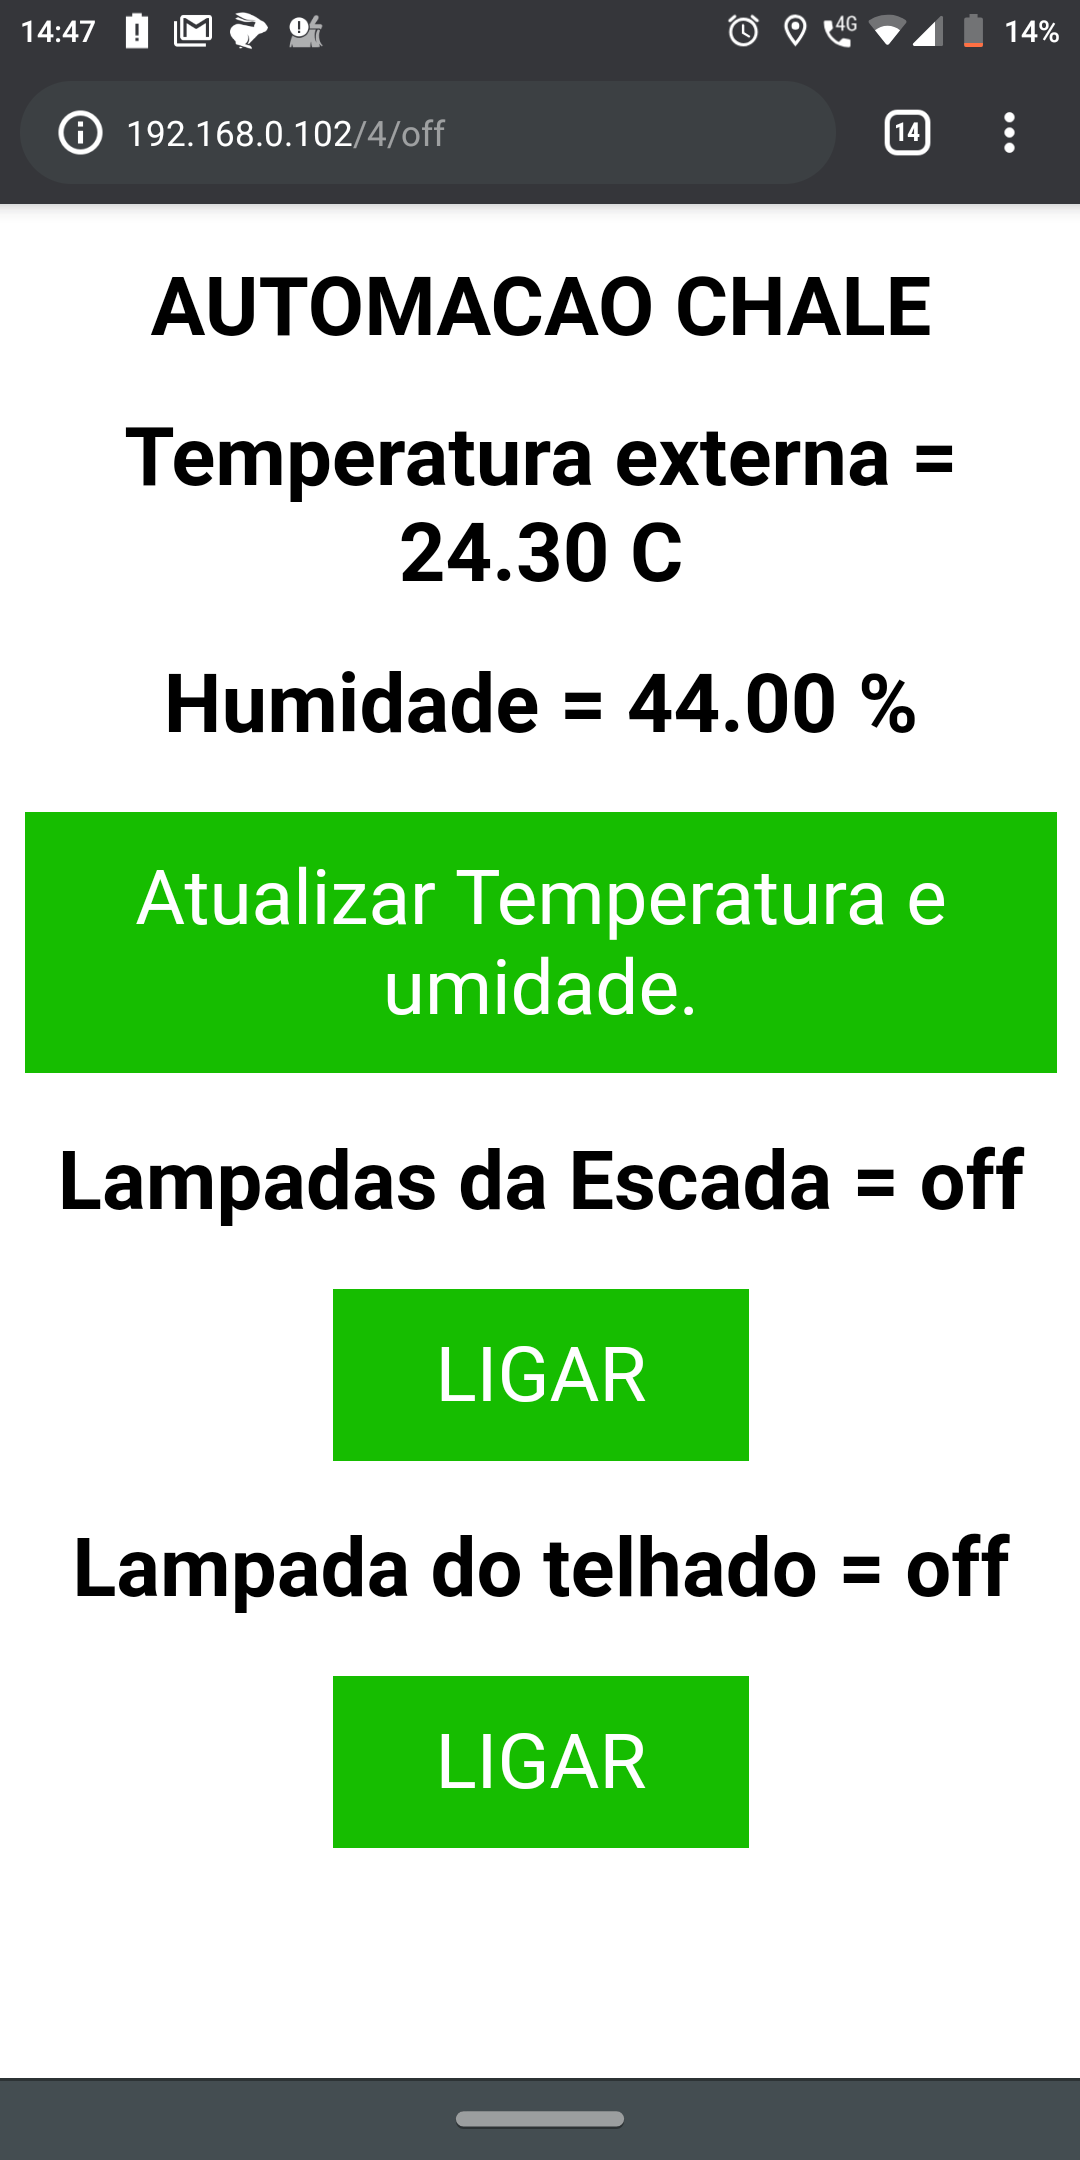 14:47
4G
14%
192.168.0.102/4/off
14
AUTOMACAO CHALE
Temperatura externa =
24.30 C
Humidade = 44.00 %
Atualizar Temperatura e
umidade.
Lampadas da Escada = off
LIGAR
Lampada do telhado = off
LIGAR